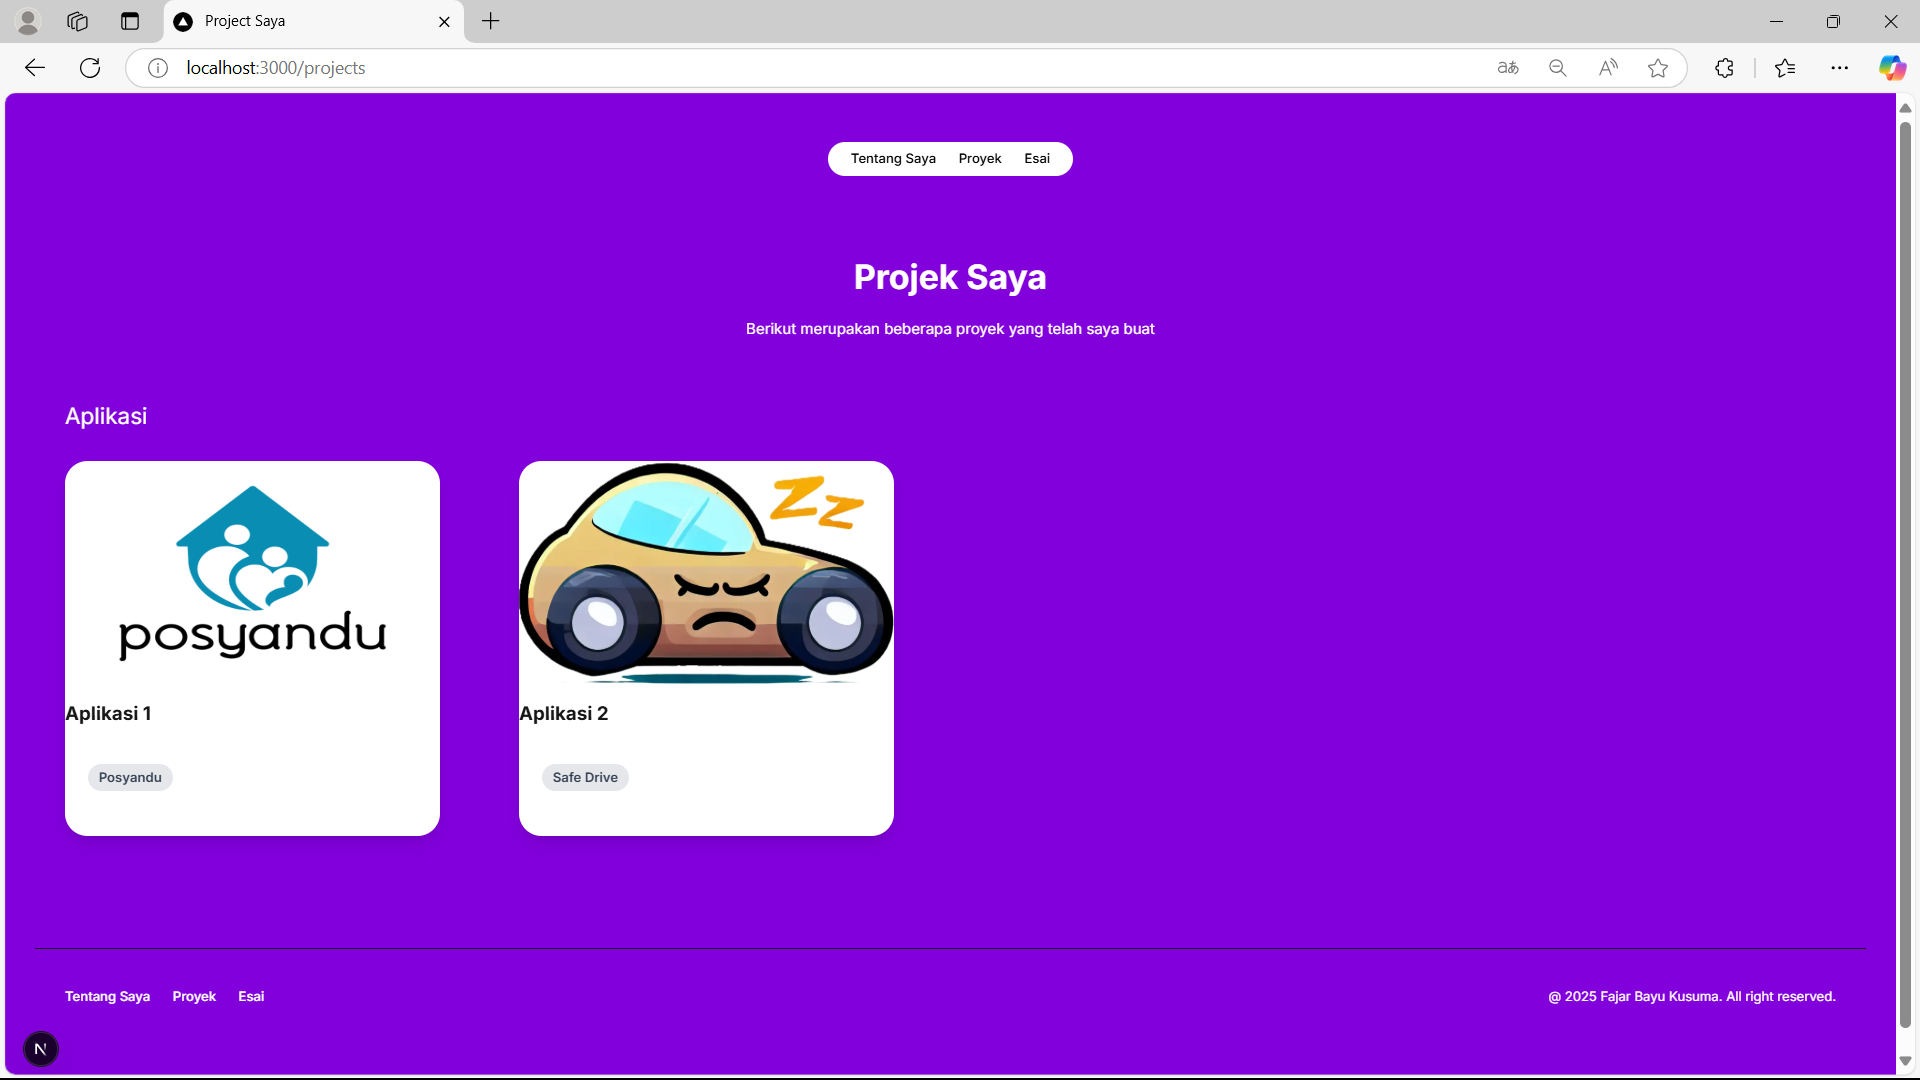 Project Saya
localhost:3000/projects
Tentang Saya Proyek Esai
Projek Saya
Berikut merupakan beberapa proyek yang telah saya buat
Aplikasi
posyandu
Zz
Aplikasi 1
Aplikasi 2
Posyandu
Safe Drive
Tentang Saya Proyek Esai
@ 2025 Fajar Bayu Kusuma. All right reserved.
N